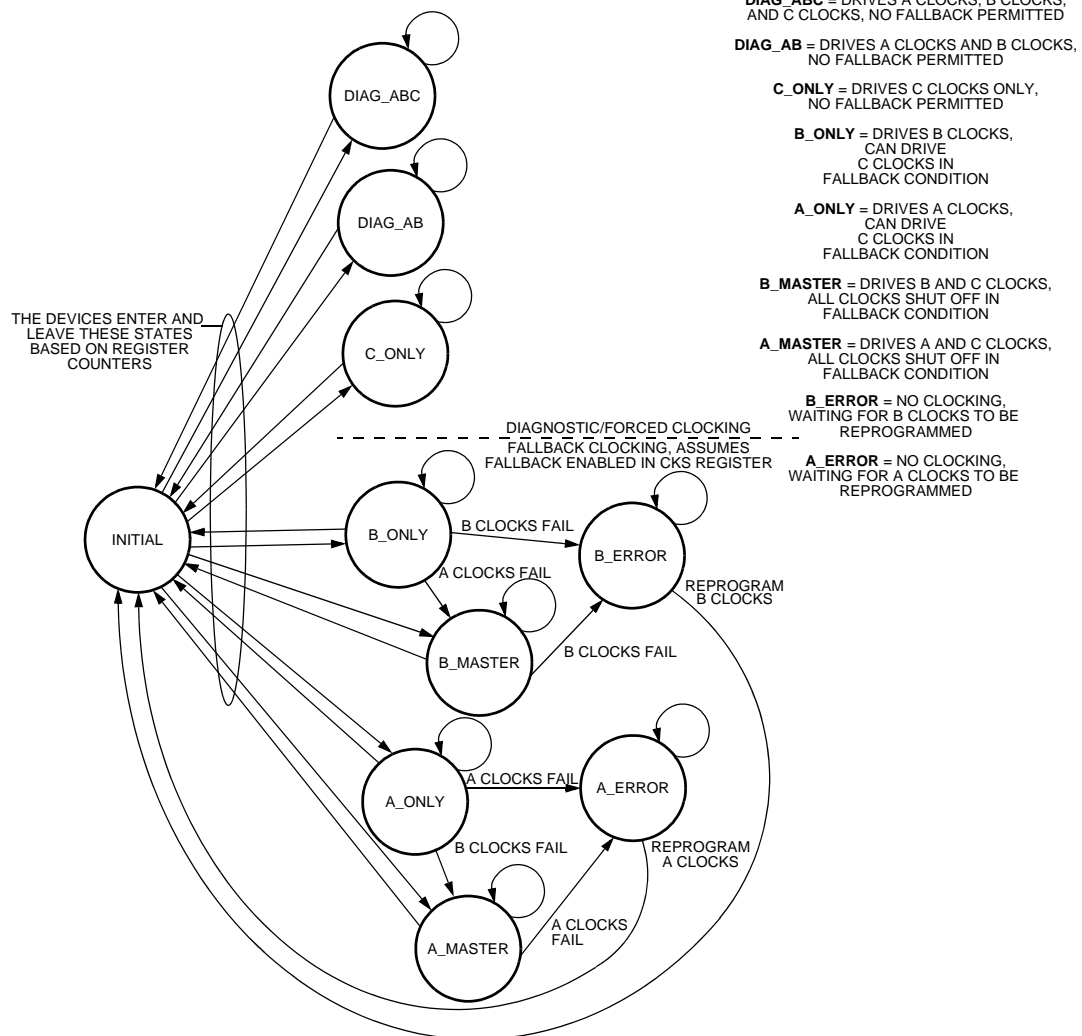 DIAG_ABC = DRIVES A CLOCKS, B CLOCKS,
AND C CLOCKS, NO FALLBACK PERMITTED
DIAG_AB = DRIVES A CLOCKS AND B CLOCKS,
NO FALLBACK PERMITTED
C_ONLY = DRIVES C CLOCKS ONLY,
NO FALLBACK PERMITTED
B_ONLY = DRIVES B CLOCKS,
CAN DRIVE
C CLOCKS IN
FALLBACK CONDITION
A_ONLY = DRIVES A CLOCKS,
CAN DRIVE
C CLOCKS IN
FALLBACK CONDITION
B_MASTER = DRIVES B AND C CLOCKS,
ALL CLOCKS SHUT OFF IN
FALLBACK CONDITION
A_MASTER = DRIVES A AND C CLOCKS,
ALL CLOCKS SHUT OFF IN
FALLBACK CONDITION
B_ERROR = NO CLOCKING,
WAITING FOR B CLOCKS TO BE
REPROGRAMMED
A_ERROR = NO CLOCKING,
WAITING FOR A CLOCKS TO BE
REPROGRAMMED
DIAG_ABC
DIAG_AB
C_ONLY
THE DEVICES ENTER AND
LEAVE THESE STATES
BASED ON REGISTER
COUNTERS
DIAGNOSTIC/FORCED CLOCKING
FALLBACK CLOCKING, ASSUMES
FALLBACK ENABLED IN CKS REGISTER
INITIAL
B_ONLY
B CLOCKS FAIL
B_ERROR
A CLOCKS FAIL
REPROGRAM
B CLOCKS
B_MASTER
B CLOCKS FAIL
A_ONLY
A CLOCKS FAIL
A_ERROR
B CLOCKS FAIL
REPROGRAM
A CLOCKS
A_MASTER
A CLOCKS
FAIL